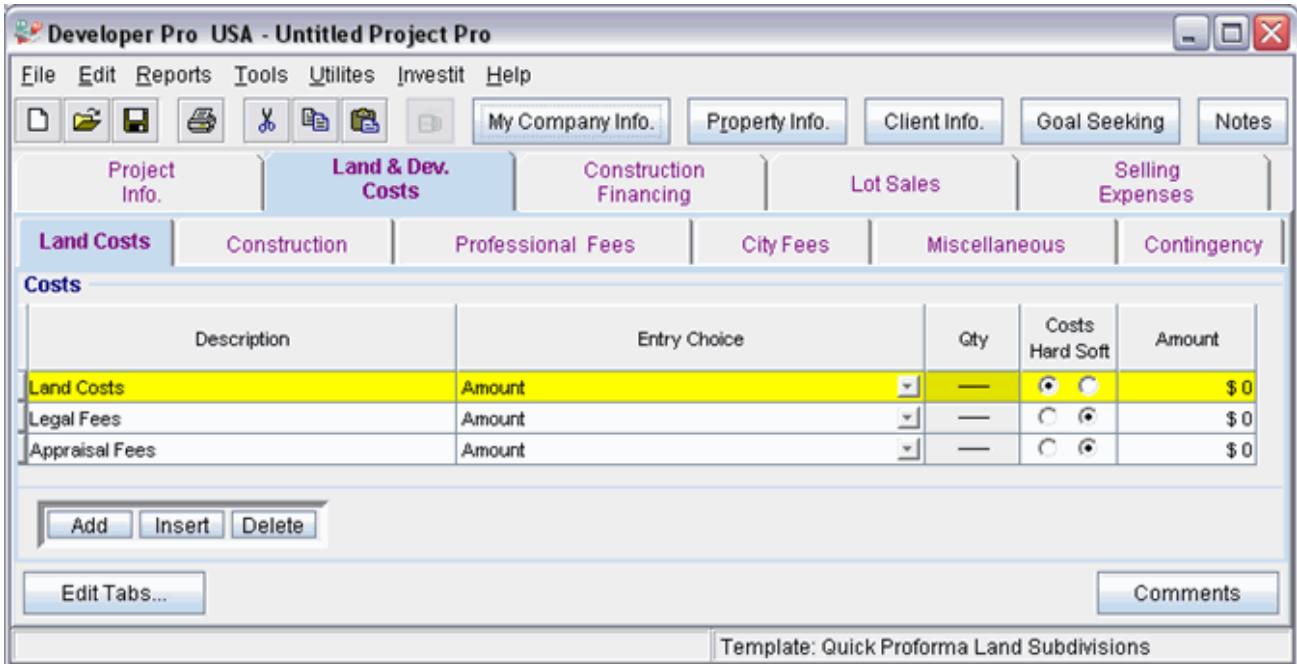 Developer Pro USA - Untitled Project Pro
File Edit Reports Tools Utilites Investit Help
My Company Info. Property Info. Client Info. Goal Seeking Notes
Project Info. Land & Dev. Costs Construction Financing Lot Sales Selling Expenses
Land Costs Construction Professional Fees City Fees Miscellaneous Contingency
Costs
Description Entry Choice Qty Costs Hard Soft Amount
Land Costs Amount — $ 0
Legal Fees Amount — $ 0
Appraisal Fees Amount — $ 0
Add Insert Delete
Edit Tabs... Comments
Template: Quick Proforma Land Subdivisions